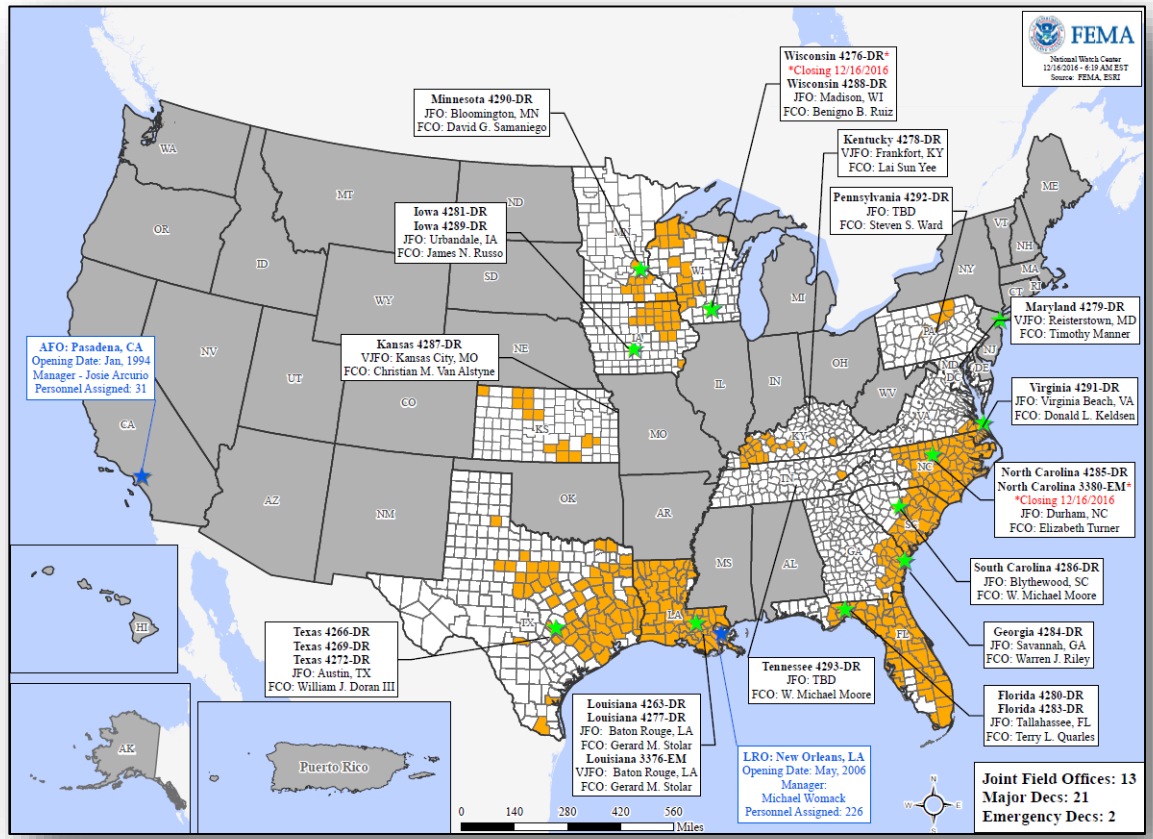 FEMA
National Watch Center
12/16/2016 - 6:19 AM EST
Source: FEMA, ESRI
Wisconsin 4276-DR*
*Closing 12/16/2016
Wisconsin 4288-DR
JFO: Madison, WI
FCO: Benigno B. Ruiz
Minnesota 4290-DR
JFO: Bloomington, MN
FCO: David G. Samaniego
Kentucky 4278-DR
VJFO: Frankfort, KY
FCO: Lai Sun Yee
Pennsylvania 4292-DR
JFO: TBD
FCO: Steven S. Ward
Iowa 4281-DR
Iowa 4289-DR
JFO: Urbandale, IA
FCO: James N. Russo
Maryland 4279-DR
VJFO: Reisterstown, MD
FCO: Timothy Manner
Kansas 4287-DR
VJFO: Kansas City, MO
FCO: Christian M. Van Alstyne
AFO: Pasadena, CA
Opening Date: Jan, 1994
Manager - Josie Arcurio
Personnel Assigned: 31
Virginia 4291-DR
JFO: Virginia Beach, VA
FCO: Donald L. Keldsen
North Carolina 4285-DR
North Carolina 3380-EM*
*Closing 12/16/2016
JFO: Durham, NC
FCO: Elizabeth Turner
South Carolina 4286-DR
JFO: Blythewood, SC
FCO: W. Michael Moore
Georgia 4284-DR
JFO: Savannah, GA
FCO: Warren J. Riley
Texas 4266-DR
Texas 4269-DR
Texas 4272-DR
JFO: Austin, TX
FCO: William J. Doran III
Tennessee 4293-DR
JFO: TBD
FCO: W. Michael Moore
Florida 4280-DR
Florida 4283-DR
JFO: Tallahassee, FL
FCO: Terry L. Quarles
Louisiana 4263-DR
Louisiana 4277-DR
JFO: Baton Rouge, LA
FCO: Gerard M. Stolar
Louisiana 3376-EM
VJFO: Baton Rouge, LA
FCO: Gerard M. Stolar
LRO: New Orleans, LA
Opening Date: May, 2006
Manager:
Michael Womack
Personnel Assigned: 226
WA
MT
ND
MN
ME
VT
NH
OR
ID
SD
WI
NY
MA
CT
RI
WY
MI
PA
NJ
NV
NE
IA
OH
MD
DE
DC
UT
CO
IL
IN
WV
VA
CA
KS
MO
KY
NC
AZ
NM
OK
AR
TN
SC
MS
AL
GA
TX
LA
FL
HI
AK
Puerto Rico
N
W
E
S
0 140 280 420 560
Miles
Joint Field Offices: 13
Major Decs: 21
Emergency Decs: 2